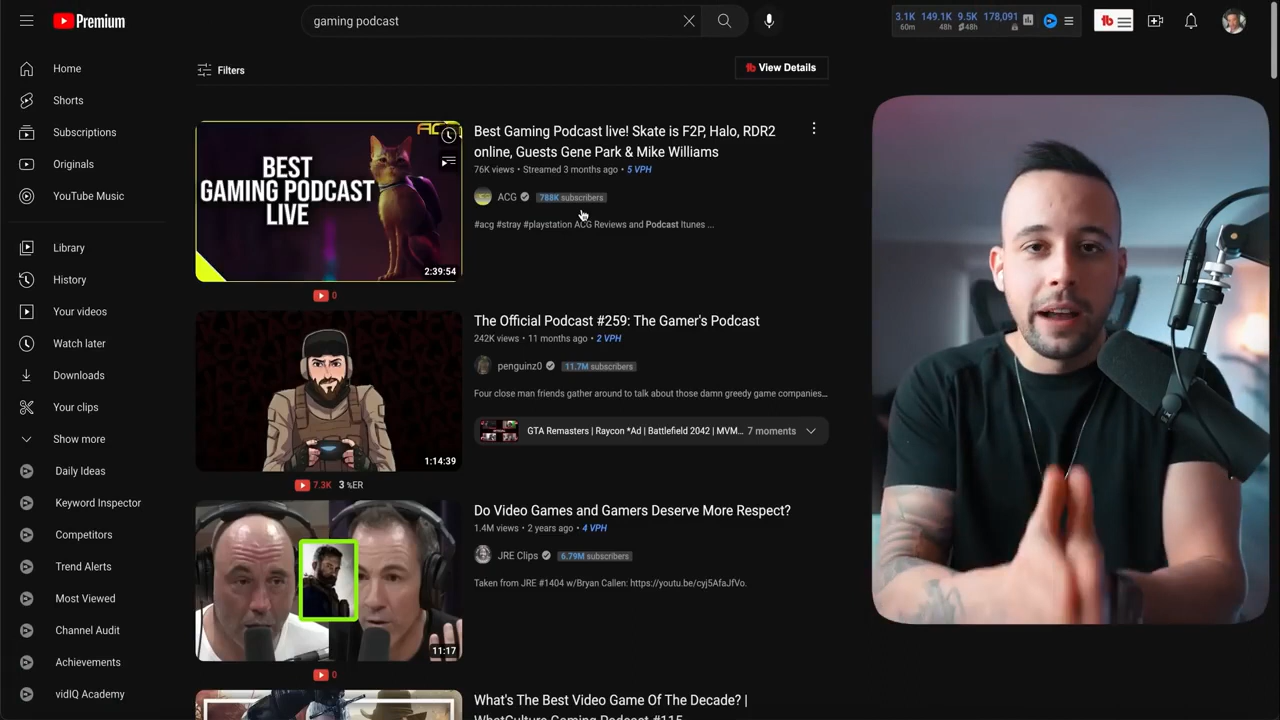 Premium
gaming podcast
3.1K 149.1K 9.5K 178,091
60m 48h 48h
tb
Home
Shorts
Subscriptions
Originals
YouTube Music
Library
History
Your videos
Watch later
Downloads
Your clips
Show more
Daily Ideas
Keyword Inspector
Competitors
Trend Alerts
Most Viewed
Channel Audit
Achievements
vidIQ Academy
Filters
tb View Details
BEST
GAMING PODCAST
LIVE
2:39:54
0
Best Gaming Podcast live! Skate is F2P, Halo, RDR2
online, Guests Gene Park & Mike Williams
76K views • Streamed 3 months ago • 5 VPH
ACG 788K subscribers
#acg #stray #playstation ACG Reviews and Podcast Itunes ...
1:14:39
7.3K 3 %ER
The Official Podcast #259: The Gamer's Podcast
242K views • 11 months ago • 2 VPH
penguinz0 11.7M subscribers
Four close man friends gather around to talk about those damn greedy game companies...
GTA Remasters | Raycon *Ad | Battlefield 2042 | MVM... 7 moments
11:17
0
Do Video Games and Gamers Deserve More Respect?
1.4M views • 2 years ago • 4 VPH
JRE Clips 6.79M subscribers
Taken from JRE #1404 w/Bryan Callen: https://youtu.be/cyj5AfaJfVo.
What's The Best Video Game Of The Decade? |
WhatCulture Gaming Podcast #115